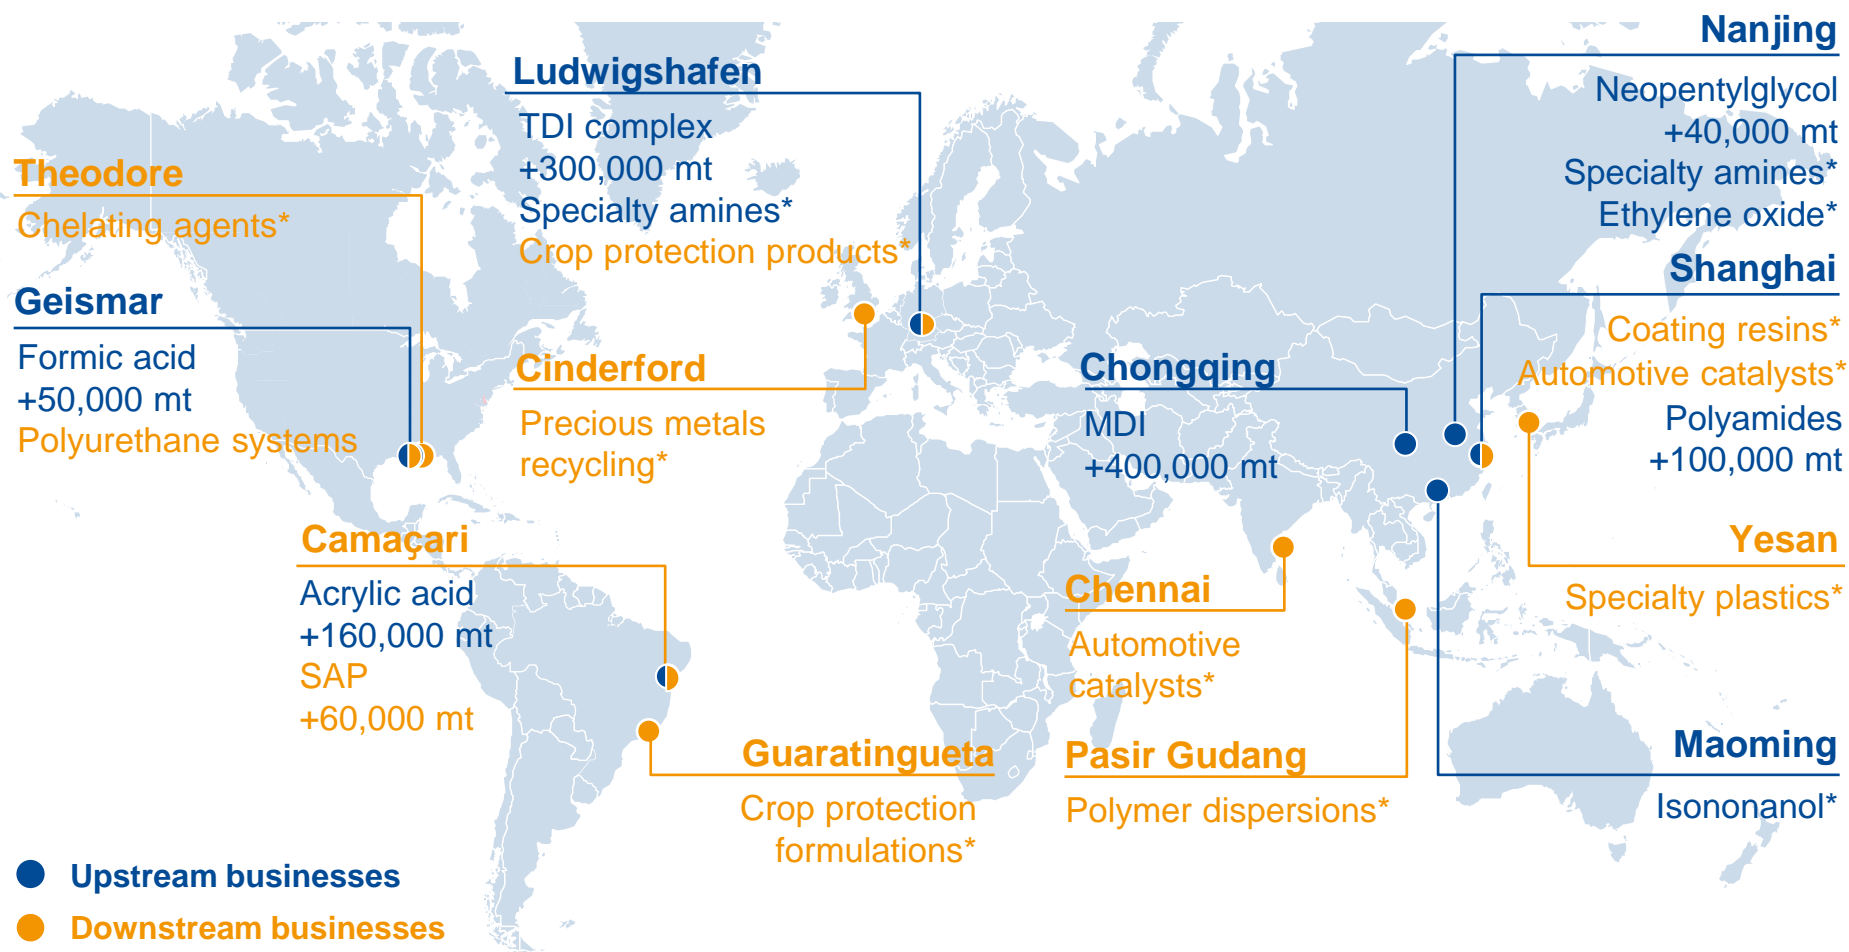 Theodore
Chelating agents*
Geismar
Formic acid
+50,000 mt
Polyurethane systems
Ludwigshafen
TDI complex
+300,000 mt
Specialty amines*
Crop protection products*
Cinderford
Precious metals
recycling*
Camaçari
Acrylic acid
+160,000 mt
SAP
+60,000 mt
Guaratingueta
Crop protection
formulations*
Chongqing
MDI
+400,000 mt
Chennai
Automotive
catalysts*
Pasir Gudang
Polymer dispersions*
Nanjing
Neopentylglycol
+40,000 mt
Specialty amines*
Ethylene oxide*
Shanghai
Coating resins*
Automotive catalysts*
Polyamides
+100,000 mt
Yesan
Specialty plastics*
Maoming
Isononanol*
Upstream businesses
Downstream businesses